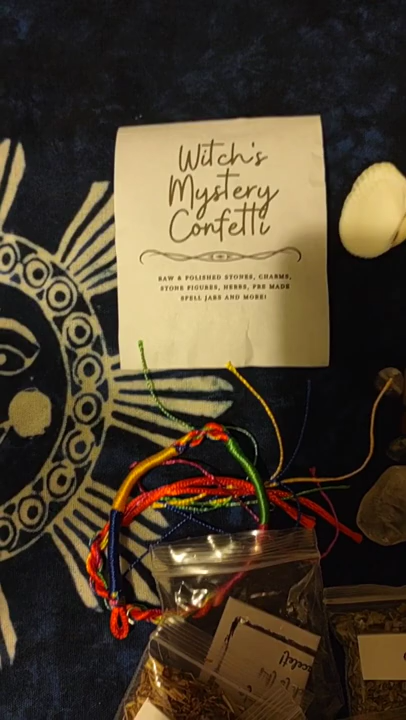 Witch's
Mystery
Confetti
RAW & POLISHED STONES, CHARMS,
STONE FIGURES, HERBS, PRE MADE
SPELL JARS AND MORE!